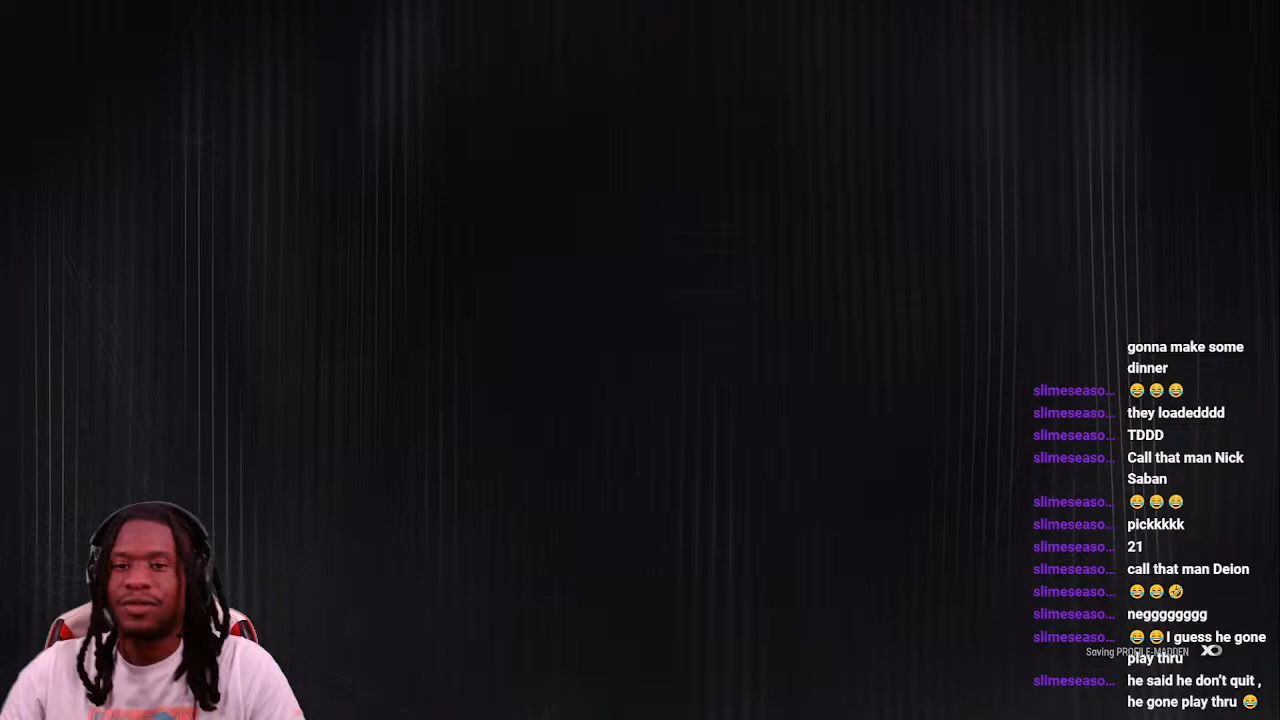 gonna make some
dinner
slimeseaso... 😂 😂 😂
slimeseaso... they loadedddd
slimeseaso... TDDD
slimeseaso... Call that man Nick
Saban
slimeseaso... 😂 😂 😂
slimeseaso... pickkkkk
slimeseaso... 21
slimeseaso... call that man Deion
slimeseaso... 😂 😂 🤣
slimeseaso... negggggggg
slimeseaso... 😂 😂 I guess he gone
Saving PROFILE-MADDEN
play thru
slimeseaso... he said he don't quit ,
he gone play thru 😂